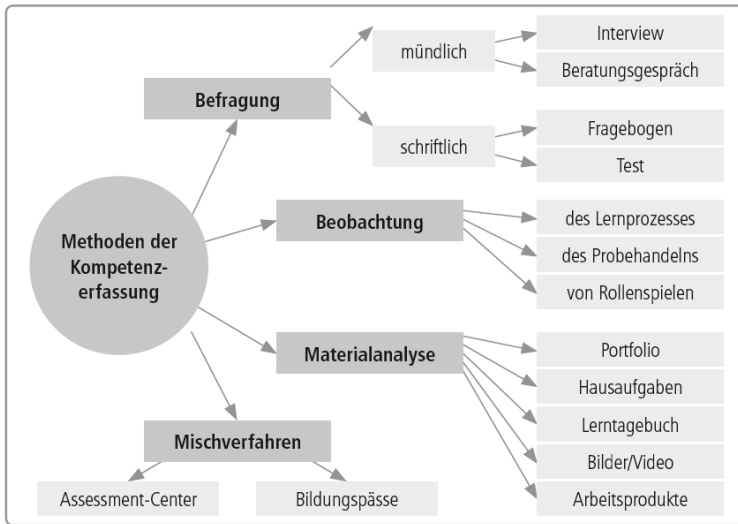 Methoden der
Kompetenz-
erfassung
Befragung
mündlich
Interview
Beratungsgespräch
schriftlich
Fragebogen
Test
Beobachtung
des Lernprozesses
des Probehandelns
von Rollenspielen
Materialanalyse
Portfolio
Hausaufgaben
Lerntagebuch
Bilder/Video
Arbeitsprodukte
Mischverfahren
Assessment-Center
Bildungspässe